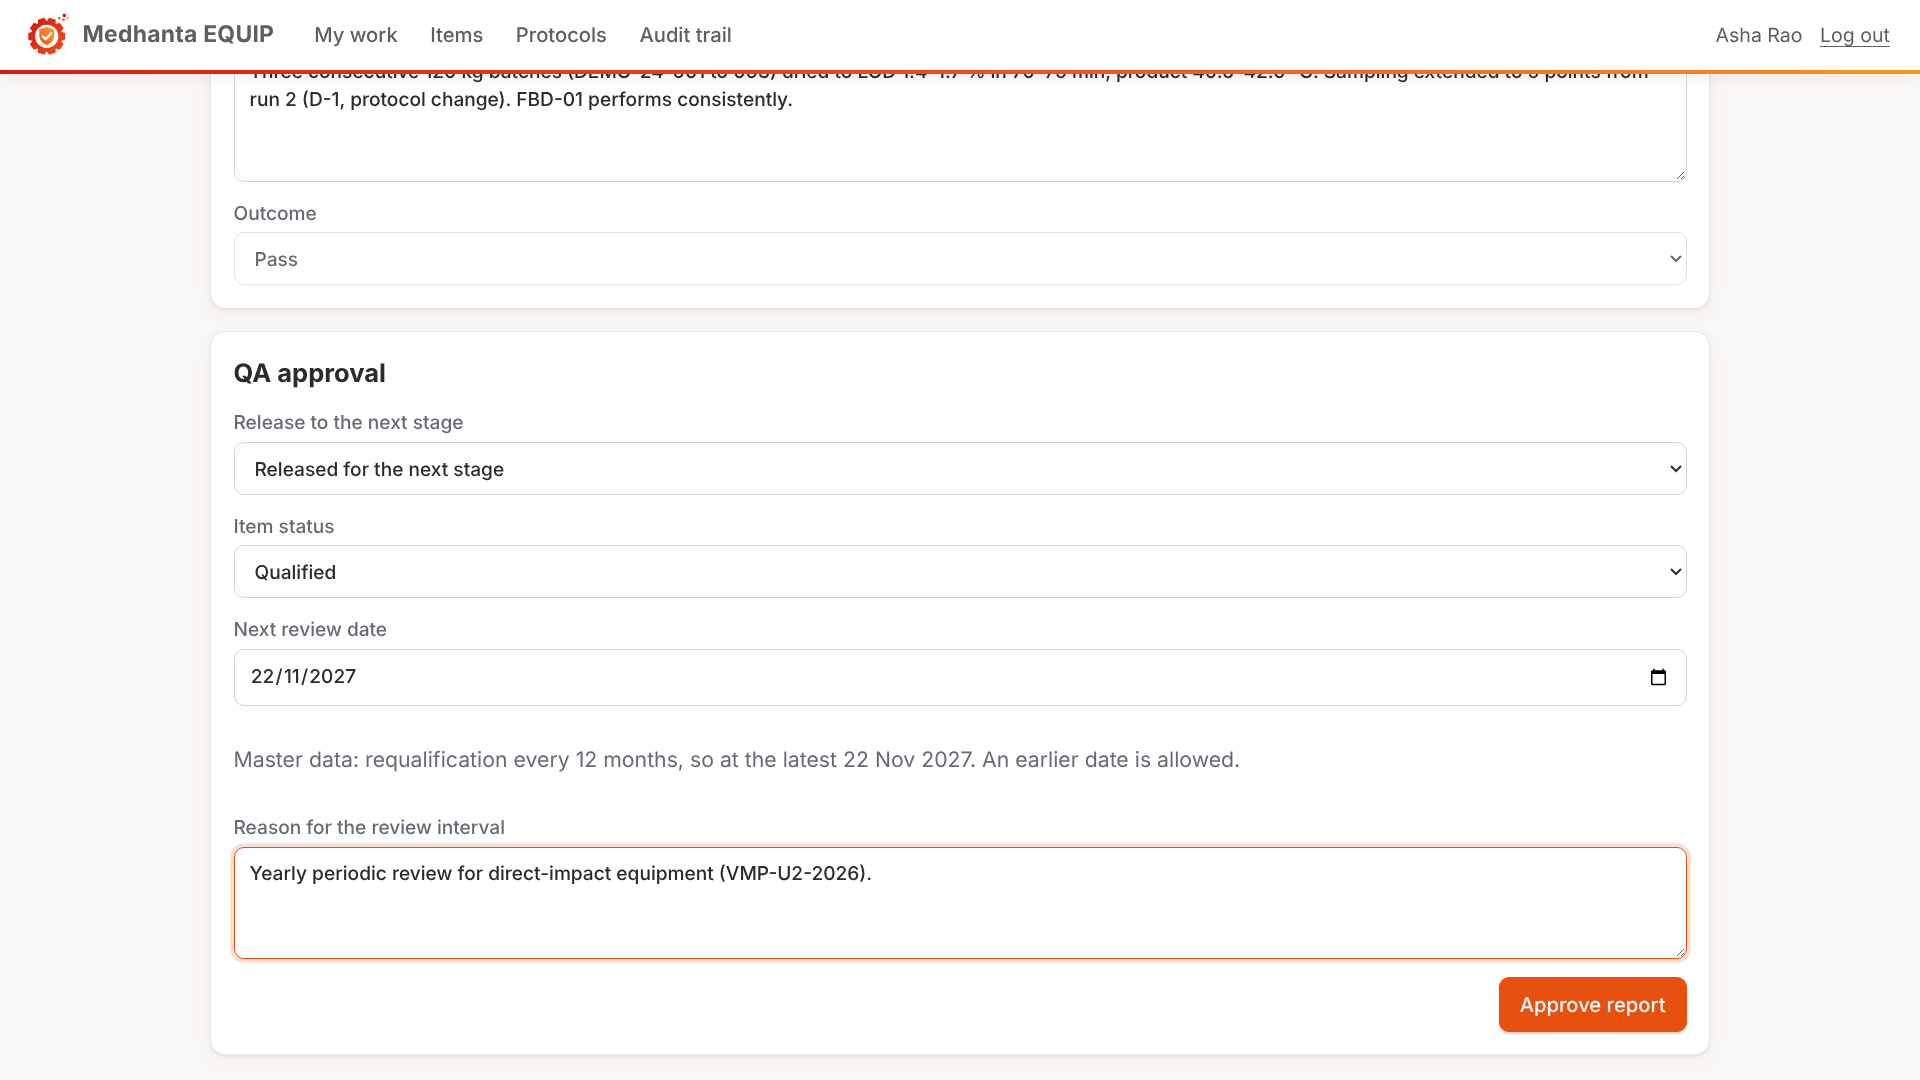 Medhanta EQUIP
My work
Items
Protocols
Audit trail
Asha Rao
Log out
run 2 (D-1, protocol change). FBD-01 performs consistently.
Outcome
Pass
QA approval
Release to the next stage
Released for the next stage
Item status
Qualified
Next review date
22/11/2027
Master data: requalification every 12 months, so at the latest 22 Nov 2027. An earlier date is allowed.
Reason for the review interval
Yearly periodic review for direct-impact equipment (VMP-U2-2026).
Approve report